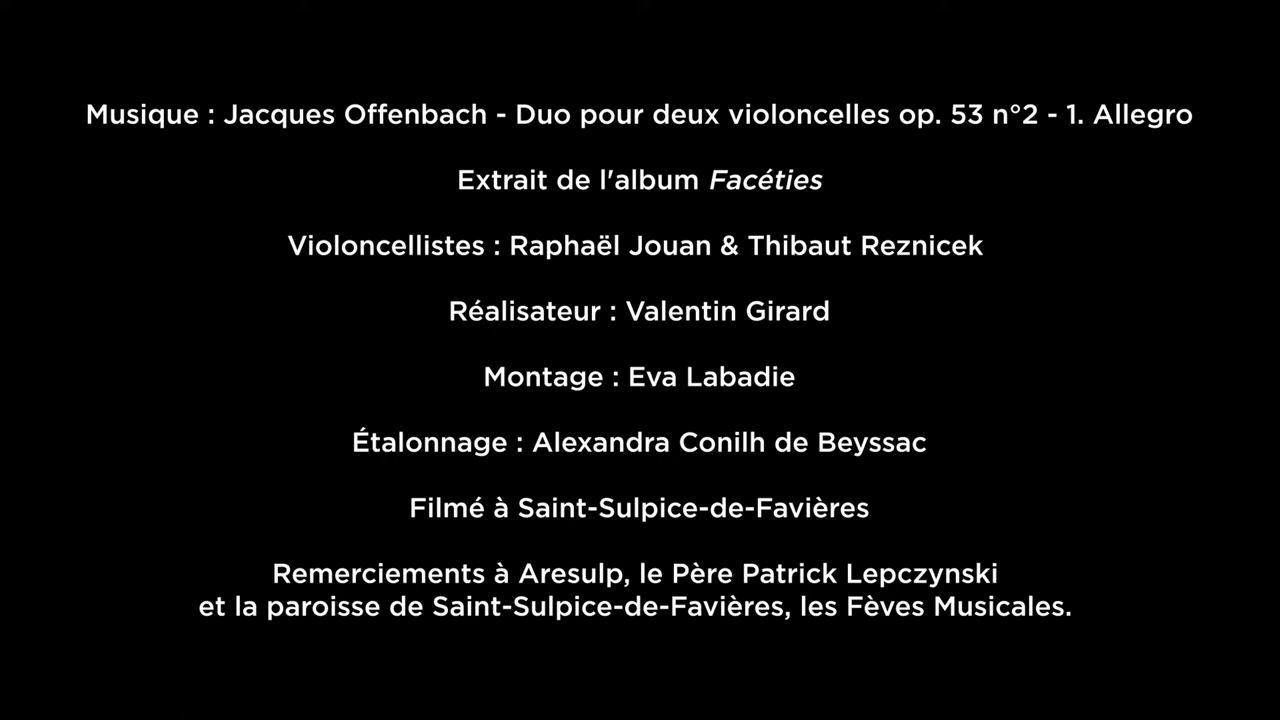 Musique : Jacques Offenbach - Duo pour deux violoncelles op. 53 n°2 - 1. Allegro
Extrait de l'album Facéties
Violoncellistes : Raphaël Jouan & Thibaut Reznicek
Réalisateur : Valentin Girard
Montage : Eva Labadie
Étalonnage : Alexandra Conilh de Beyssac
Filmé à Saint-Sulpice-de-Favières
Remerciements à Aresulp, le Père Patrick Lepczynski
et la paroisse de Saint-Sulpice-de-Favières, les Fèves Musicales.